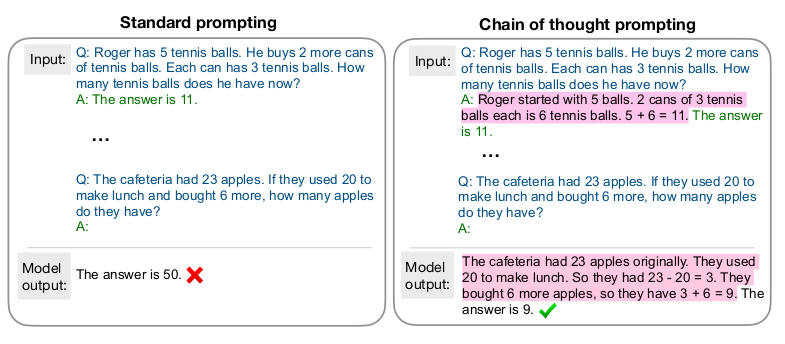 Standard prompting
Input:
Q: Roger has 5 tennis balls. He buys 2 more cans
of tennis balls. Each can has 3 tennis balls. How
many tennis balls does he have now?
A: The answer is 11.
...
Q: The cafeteria had 23 apples. If they used 20 to
make lunch and bought 6 more, how many apples
do they have?
A:
Model
output:
The answer is 50.
Chain of thought prompting
Input:
Q: Roger has 5 tennis balls. He buys 2 more cans
of tennis balls. Each can has 3 tennis balls. How
many tennis balls does he have now?
A: Roger started with 5 balls. 2 cans of 3 tennis
balls each is 6 tennis balls. 5 + 6 = 11. The answer
is 11.
...
Q: The cafeteria had 23 apples. If they used 20 to
make lunch and bought 6 more, how many apples
do they have?
A:
Model
output:
The cafeteria had 23 apples originally. They used
20 to make lunch. So they had 23 - 20 = 3. They
bought 6 more apples, so they have 3 + 6 = 9. The
answer is 9.